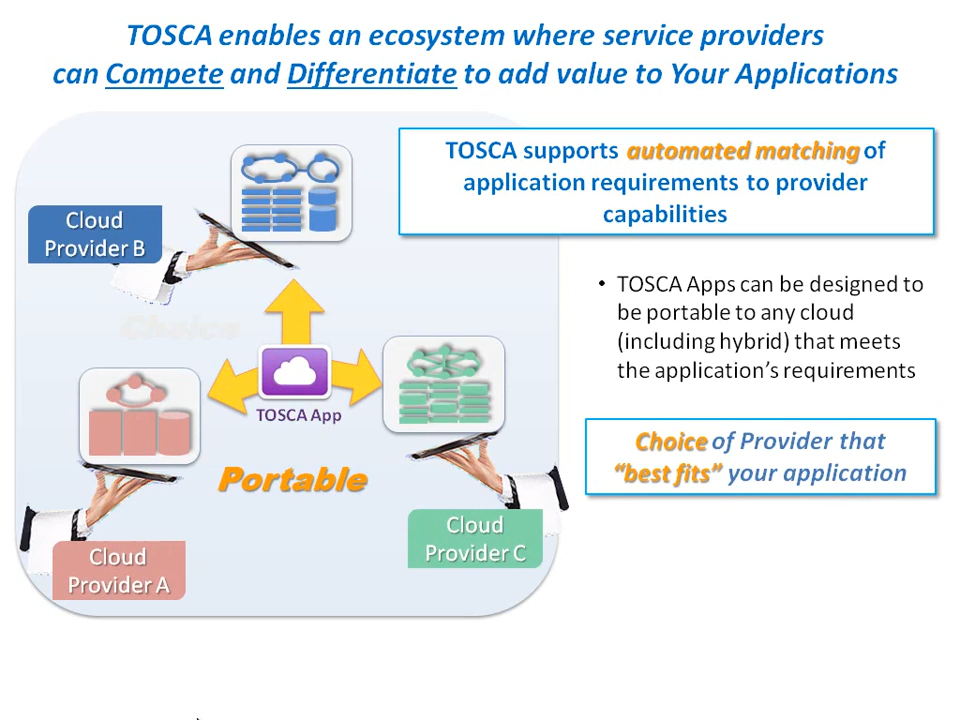 TOSCA enables an ecosystem where service providers
can Compete and Differentiate to add value to Your Applications
TOSCA supports automated matching of
application requirements to provider
capabilities
Cloud
Provider B
• TOSCA Apps can be designed to
be portable to any cloud
(including hybrid) that meets
the application's requirements
Choice
TOSCA App
Choice of Provider that
"best fits" your application
Portable
Cloud
Provider C
Cloud
Provider A